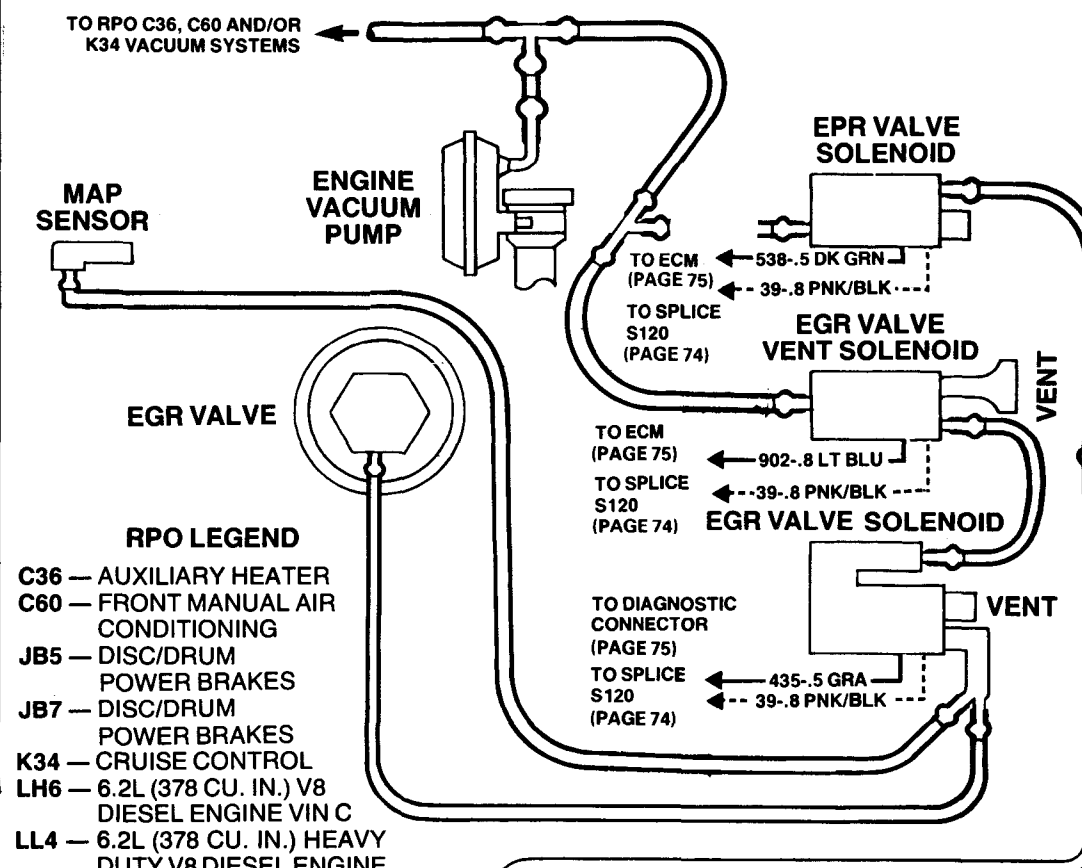 TO RPO C36, C60 AND/OR
K34 VACUUM SYSTEMS
EPR VALVE
SOLENOID
MAP
SENSOR
ENGINE
VACUUM
PUMP
TO ECM
(PAGE 75)
538-.5 DK GRN
39-.8 PNK/BLK
TO SPLICE
S120
(PAGE 74)
EGR VALVE
VENT SOLENOID
VENT
EGR VALVE
TO ECM
(PAGE 75)
902-.8 LT BLU
TO SPLICE
S120
(PAGE 74)
39-.8 PNK/BLK
EGR VALVE SOLENOID
VENT
TO DIAGNOSTIC
CONNECTOR
(PAGE 75)
TO SPLICE
S120
(PAGE 74)
435-.5 GRA
39-.8 PNK/BLK
RPO LEGEND
C36 — AUXILIARY HEATER
C60 — FRONT MANUAL AIR
CONDITIONING
JB5 — DISC/DRUM
POWER BRAKES
JB7 — DISC/DRUM
POWER BRAKES
K34 — CRUISE CONTROL
LH6 — 6.2L (378 CU. IN.) V8
DIESEL ENGINE VIN C
LL4 — 6.2L (378 CU. IN.) HEAVY
DUTY V8 DIESEL ENGINE